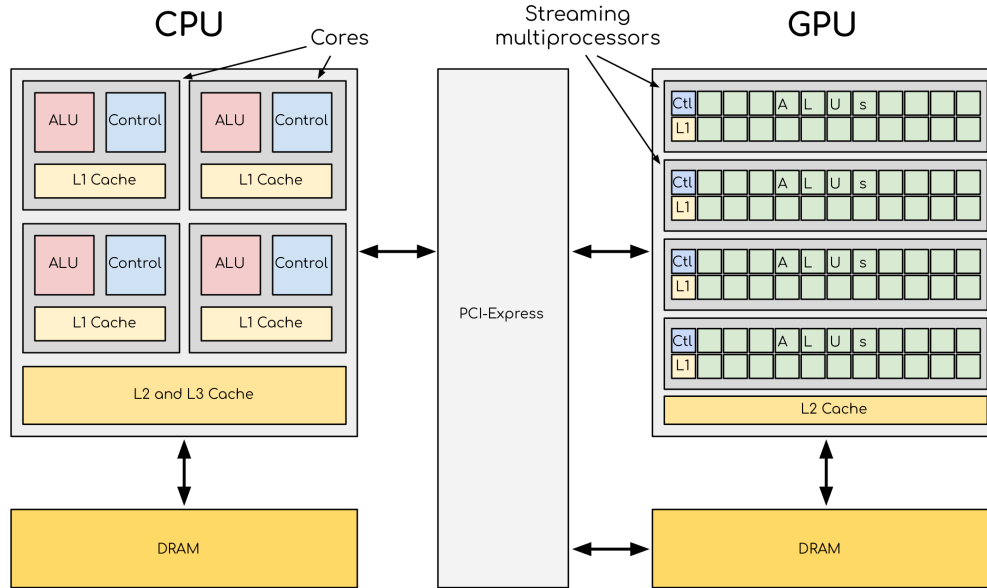 CPU
Cores
Streaming
multiprocessors
GPU
ALU
Control
L1 Cache
ALU
Control
L1 Cache
ALU
Control
L1 Cache
ALU
Control
L1 Cache
L2 and L3 Cache
DRAM
PCI-Express
Ctl A L U s
L1
Ctl A L U s
L1
Ctl A L U s
L1
Ctl A L U s
L1
L2 Cache
DRAM